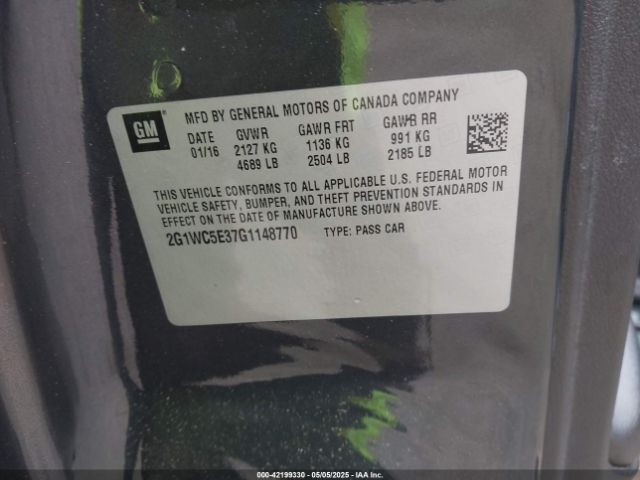 GM
MFD BY GENERAL MOTORS OF CANADA COMPANY
DATE GVWR GAWR FRT GAWR RR
01/16 2127 KG 1136 KG 991 KG
4689 LB 2504 LB 2185 LB
THIS VEHICLE CONFORMS TO ALL APPLICABLE U.S. FEDERAL MOTOR
VEHICLE SAFETY, BUMPER, AND THEFT PREVENTION STANDARDS IN
EFFECT ON THE DATE OF MANUFACTURE SHOWN ABOVE.
2G1WC5E37G1148770 TYPE: PASS CAR
000-42199330 - 05/05/2025 - IAAI.COM